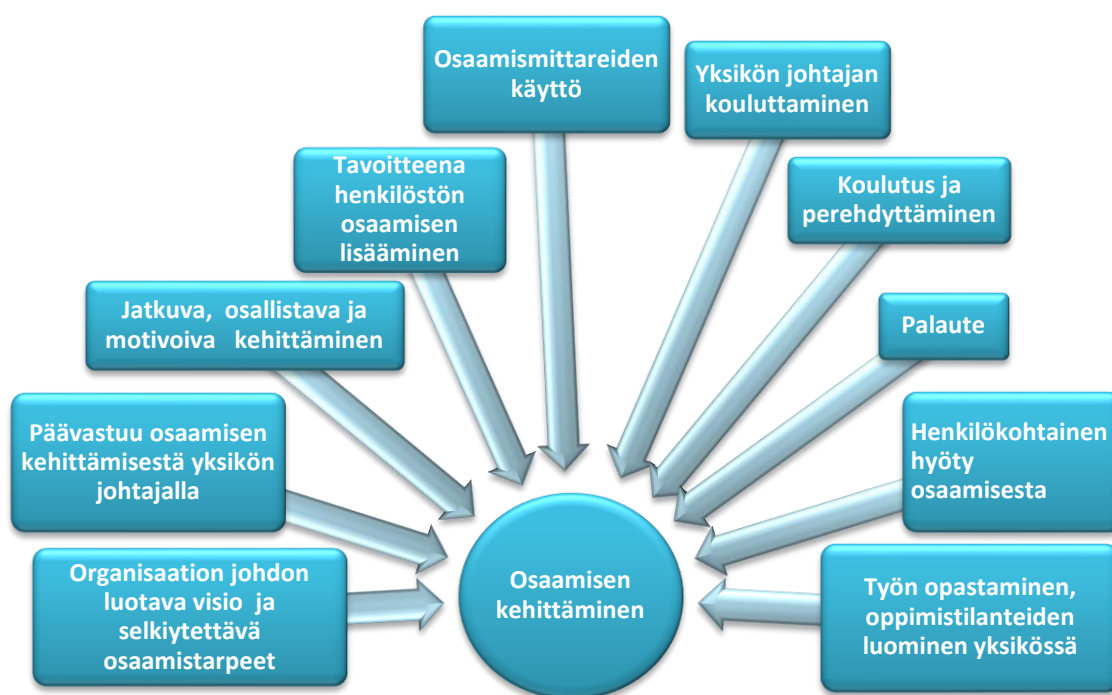 Osaamismittareiden
käyttö
Yksikön johtajan
kouluttaminen
Tavoitteena
henkilöstön
osaamisen
lisääminen
Koulutus ja
perehdyttäminen
Jatkuva, osallistava ja
motivoiva kehittäminen
Palaute
Päävastuu osaamisen
kehittämisestä yksikön
johtajalla
Henkilökohtainen
hyöty
osaamisesta
Organisaation johdon
luotava visio ja
selkiytettävä
osaamistarpeet
Osaamisen
kehittäminen
Työn opastaminen,
oppimistilanteiden
luominen yksikössä